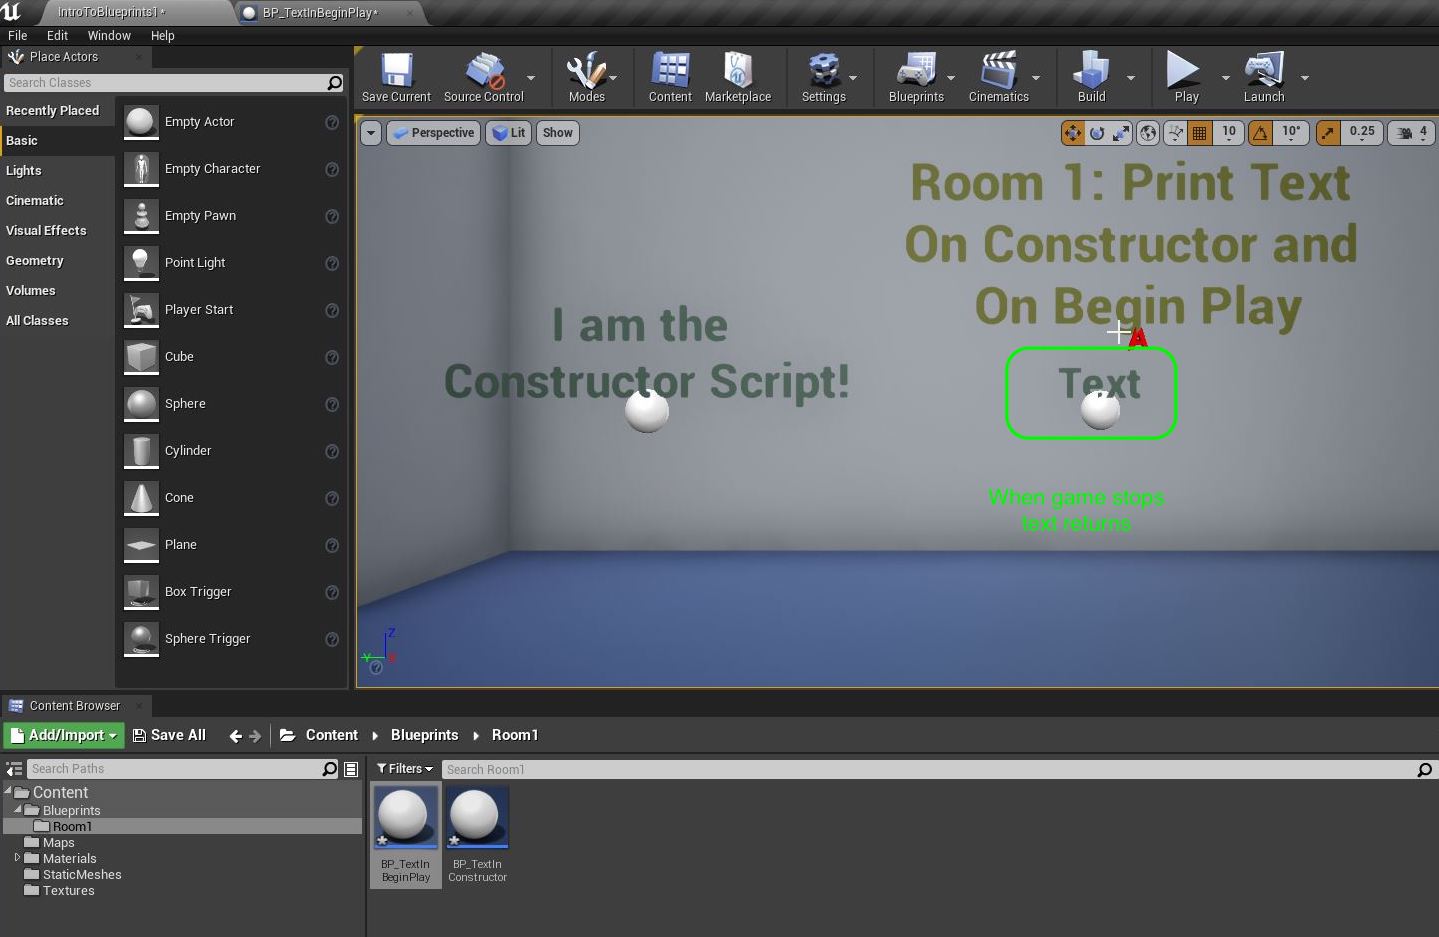 IntroToBlueprints1*
BP_TextInBeginPlay*
File Edit Window Help
Place Actors
Search Classes
Recently Placed
Basic
Lights
Cinematic
Visual Effects
Geometry
Volumes
All Classes
Empty Actor
Empty Character
Empty Pawn
Point Light
Player Start
Cube
Sphere
Cylinder
Cone
Plane
Box Trigger
Sphere Trigger
Save Current Source Control Modes Content Marketplace Settings Blueprints Cinematics Build Play Launch
Perspective Lit Show
10 10° 0.25 4
Room 1: Print Text
On Constructor and
On Begin Play
I am the
Constructor Script!
Text
When game stops
text returns
Z
Y
X
Content Browser
Add/Import Save All Content Blueprints Room1
Search Paths
Content
Blueprints
Room1
Maps
Materials
StaticMeshes
Textures
Filters Search Room1
BP_TextIn
BeginPlay
BP_TextIn
Constructor